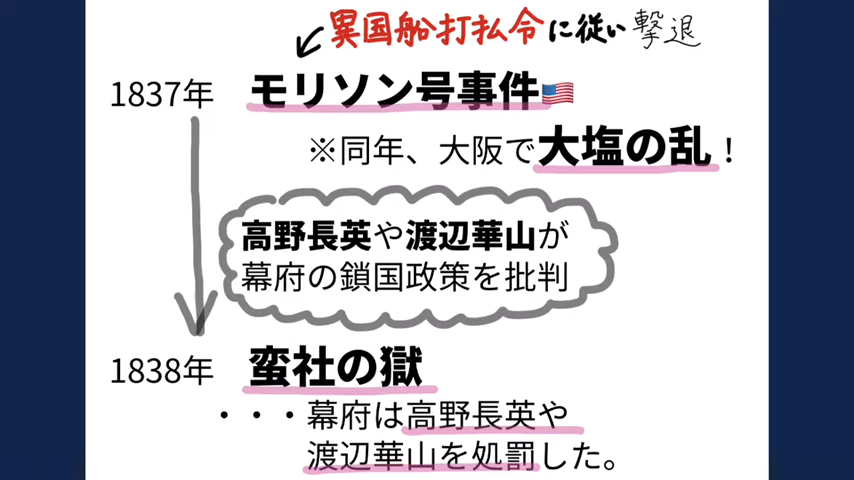 異国船打払令に従い撃退
1837年 モリソン号事件🇺🇸
※同年、大阪で大塩の乱！
高野長英や渡辺華山が
幕府の鎖国政策を批判
1838年 蛮社の獄
・・・幕府は高野長英や
渡辺華山を処罰した。